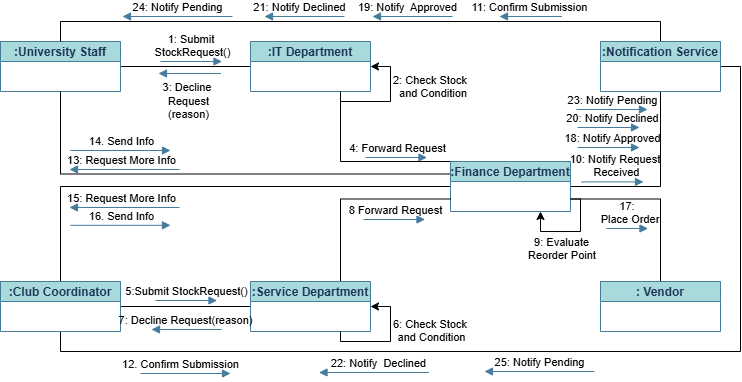 24: Notify Pending
21: Notify Declined
19: Notify Approved
11: Confirm Submission
:University Staff
1: Submit
StockRequest()
:IT Department
:Notification Service
3: Decline
Request
(reason)
2: Check Stock
and Condition
23: Notify Pending
20: Notify Declined
18: Notify Approved
10: Notify Request
Received
14. Send Info
13: Request More Info
4: Forward Request
:Finance Department
15: Request More Info
16. Send Info
8 Forward Request
17:
Place Order
9: Evaluate
Reorder Point
:Club Coordinator
5:Submit StockRequest()
:Service Department
: Vendor
7: Decline Request(reason)
6: Check Stock
and Condition
12. Confirm Submission
22: Notify Declined
25: Notify Pending